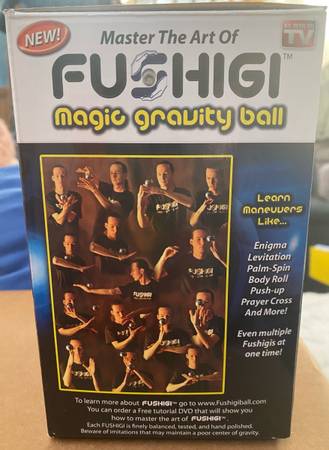 NEW!
Master The Art Of
AS SEEN ON
TV
FUSHIGI™
Magic gravity ball
Learn
Maneuvers
Like...
Enigma
Levitation
Palm-Spin
Body Roll
Push-up
Prayer Cross
And More!
Even multiple
Fushigis at
one time!
To learn more about FUSHIGI™ go to www.Fushigiball.com
You can order a Free tutorial DVD that will show you
how to master the art of FUSHIGI™.
Each FUSHIGI is finely balanced, tested, and hand polished.
Beware of imitations that may maintain a poor center of gravity.